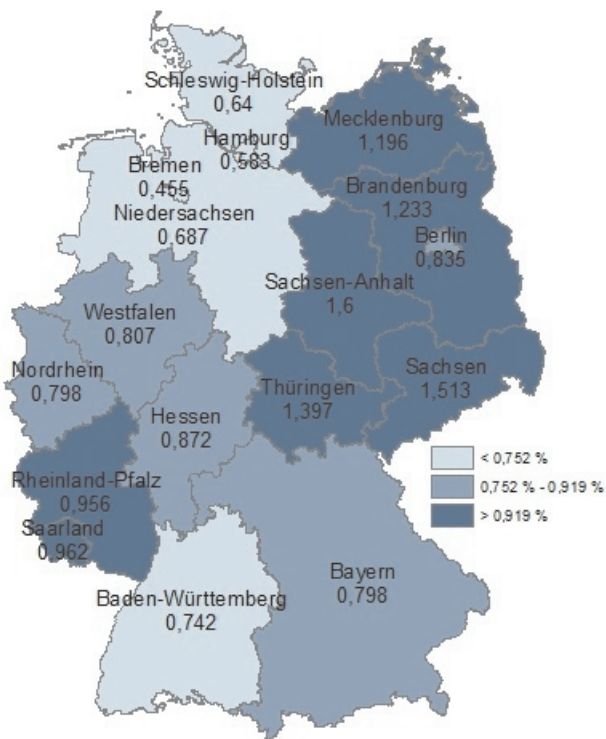 Schleswig-Holstein
0,64
Mecklenburg
1,196
Hamburg
0,583
Bremen
0,455
Niedersachsen
0,687
Brandenburg
1,233
Berlin
0,835
Sachsen-Anhalt
1,6
Westfalen
0,807
Nordrhein
0,798
Hessen
0,872
Thüringen
1,397
Sachsen
1,513
Rheinland-Pfalz
0,956
Saarland
0,962
Baden-Württemberg
0,742
Bayern
0,798
< 0,752 %
0,752 % - 0,919 %
> 0,919 %